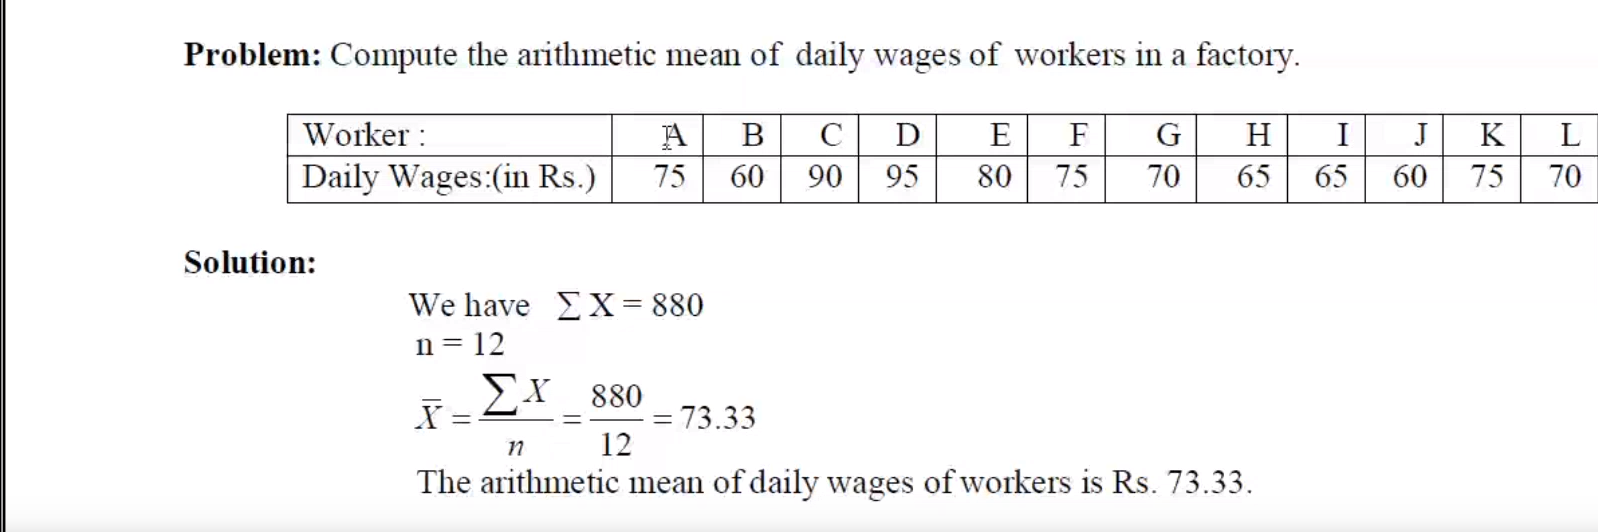 Problem: Compute the arithmetic mean of daily wages of workers in a factory.
Worker : A B C D E F G H I J K L
Daily Wages:(in Rs.) 75 60 90 95 80 75 70 65 65 60 75 70
Solution:
We have ∑ X = 880
n = 12
X̅ = ∑X / n = 880 / 12 = 73.33
The arithmetic mean of daily wages of workers is Rs. 73.33.